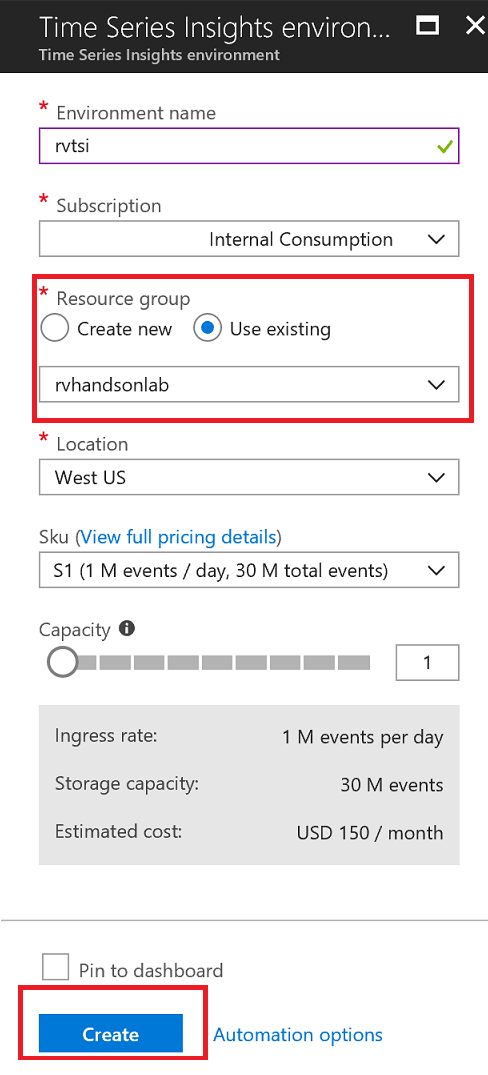 Time Series Insights environ...
Time Series Insights environment
* Environment name
rvtsi
* Subscription
Internal Consumption
* Resource group
Create new Use existing
rvhandsonlab
* Location
West US
Sku (View full pricing details)
S1 (1 M events / day, 30 M total events)
Capacity
1
Ingress rate: 1 M events per day
Storage capacity: 30 M events
Estimated cost: USD 150 / month
Pin to dashboard
Create Automation options